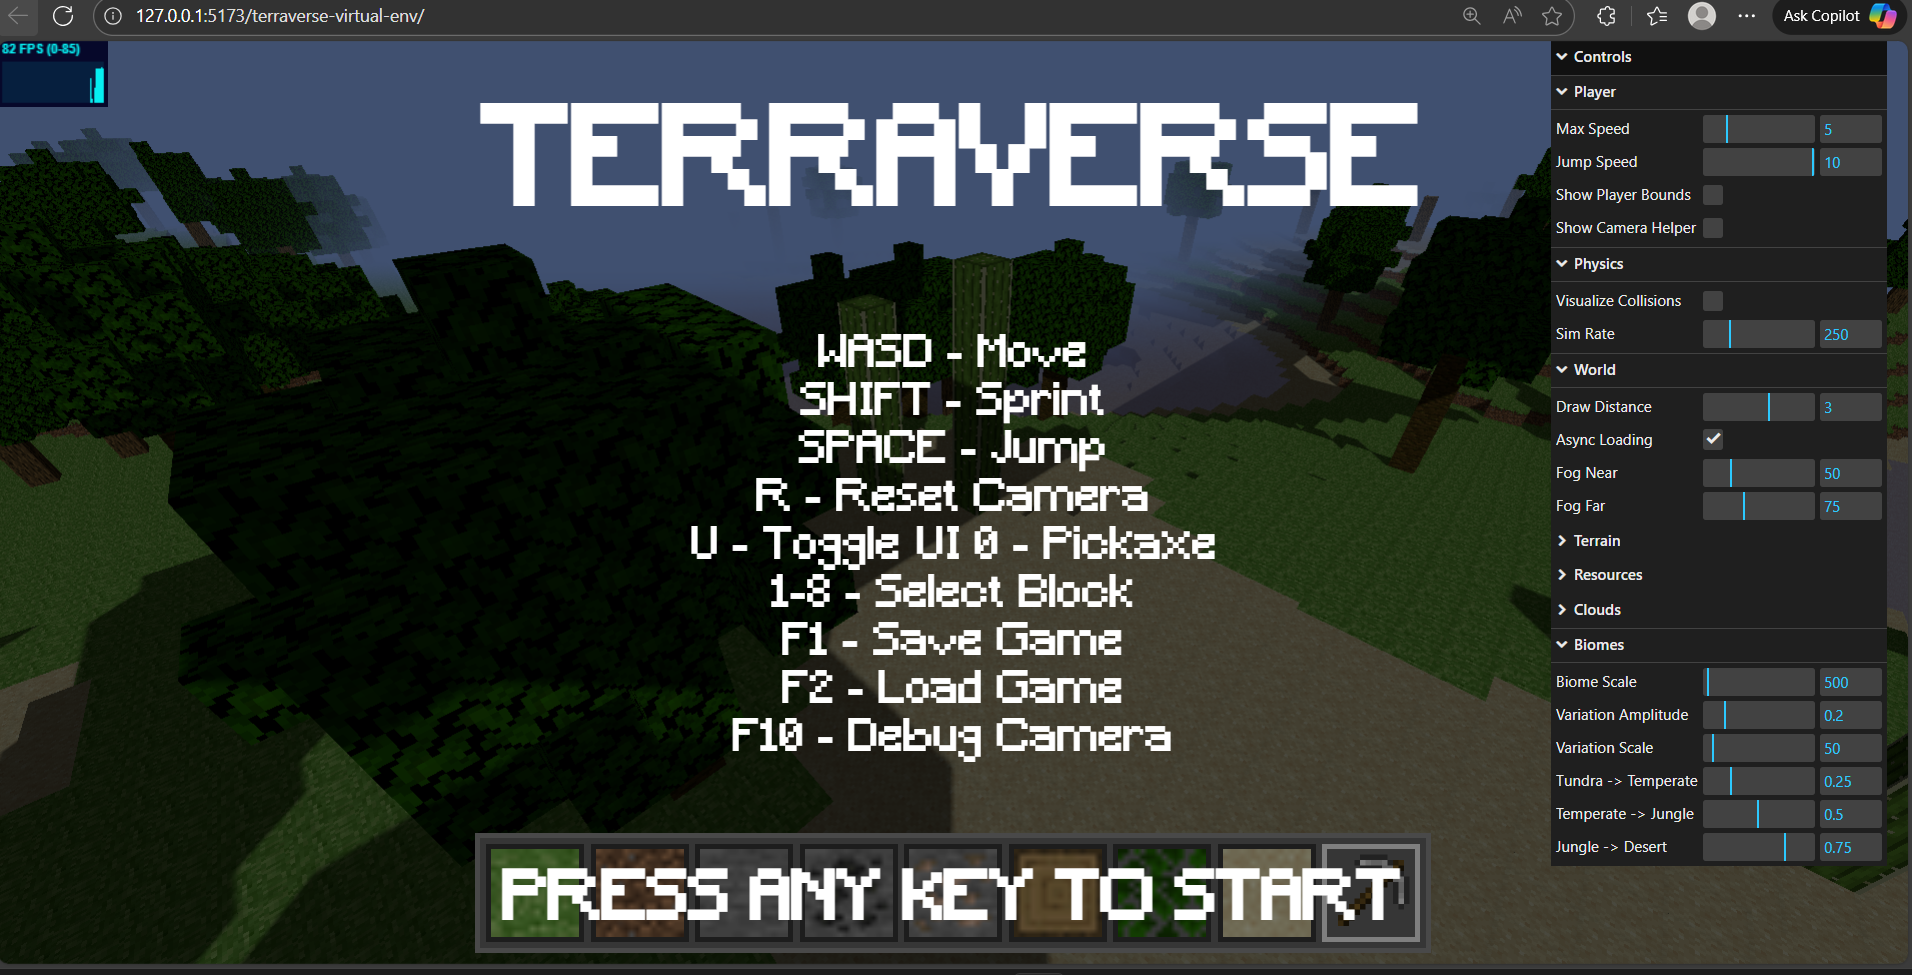 127.0.0.1:5173/terraverse-virtual-env/
Ask Copilot
82 FPS (0-85)
TERRAVERSE
WASD - Move
SHIFT - Sprint
SPACE - Jump
R - Reset Camera
U - Toggle UI 0 - Pickaxe
1-8 - Select Block
F1 - Save Game
F2 - Load Game
F10 - Debug Camera
PRESS ANY KEY TO START
Controls
Player
Max Speed 5
Jump Speed 10
Show Player Bounds
Show Camera Helper
Physics
Visualize Collisions
Sim Rate 250
World
Draw Distance 3
Async Loading
Fog Near 50
Fog Far 75
Terrain
Resources
Clouds
Biomes
Biome Scale 500
Variation Amplitude 0.2
Variation Scale 50
Tundra -> Temperate 0.25
Temperate -> Jungle 0.5
Jungle -> Desert 0.75